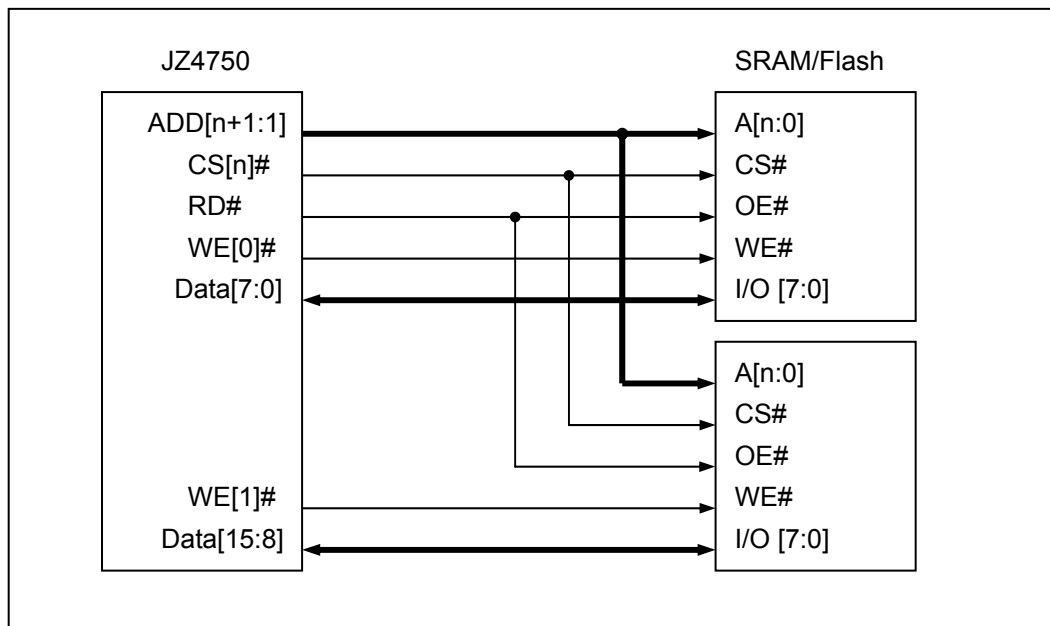 JZ4750
SRAM/Flash
ADD[n+1:1]
CS[n]#
RD#
WE[0]#
Data[7:0]
A[n:0]
CS#
OE#
WE#
I/O [7:0]
A[n:0]
CS#
OE#
WE#
I/O [7:0]
WE[1]#
Data[15:8]